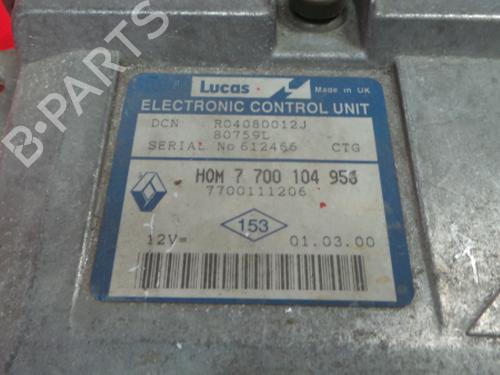 Lucas
Made in UK
ELECTRONIC CONTROL UNIT
DCN R04080012J
80759L
SERIAL No 612466 CTG
HOM 7 700 104 953
7700111206
153
12V= 01.03.00
B-PARTS